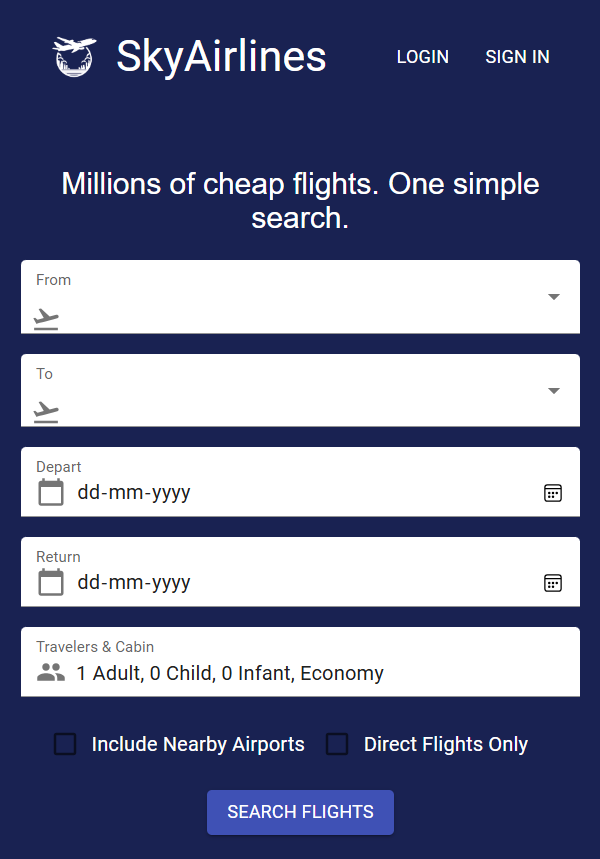 SkyAirlines
LOGIN
SIGN IN
Millions of cheap flights. One simple
search.
From
To
Depart
dd-mm-yyyy
Return
dd-mm-yyyy
Travelers & Cabin
1 Adult, 0 Child, 0 Infant, Economy
Include Nearby Airports
Direct Flights Only
SEARCH FLIGHTS